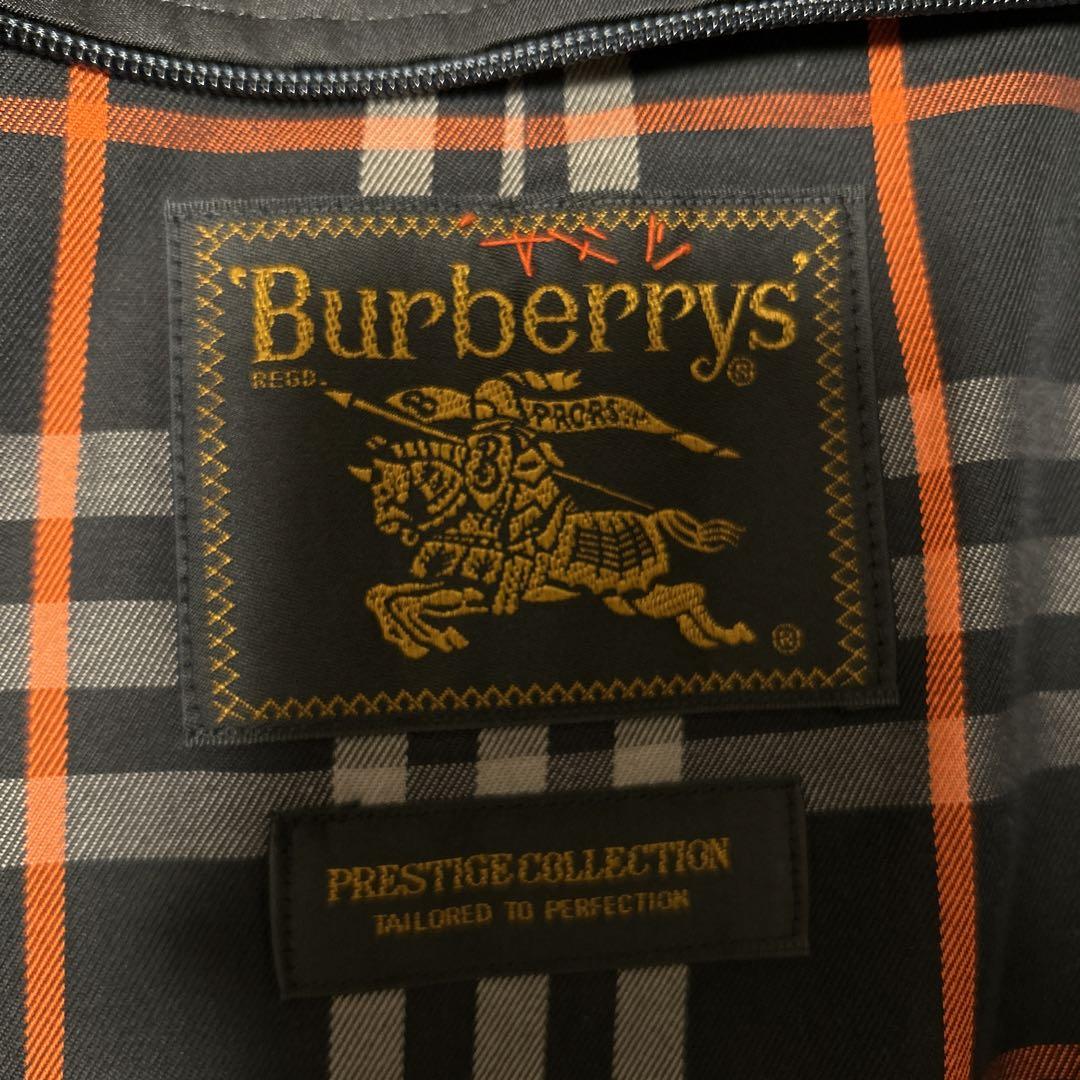 'Burberrys'
REGD.
®
B
PRORSUM
B
®
PRESTIGE COLLECTION
TAILORED TO PERFECTION